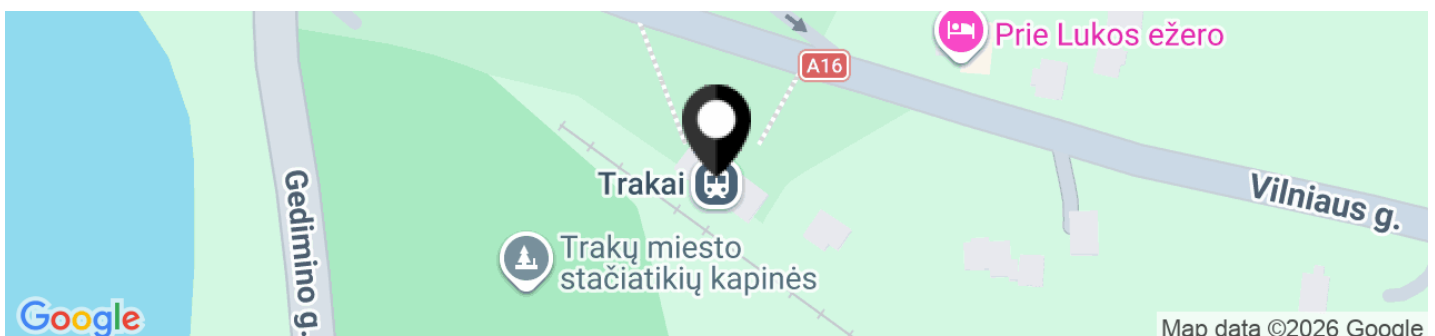 Prie Lukos ežero
A16
Trakai
Vilniaus g.
Gedimino g.
Trakų miesto
stačiatikių kapinės
Google
Map data ©2026 Google